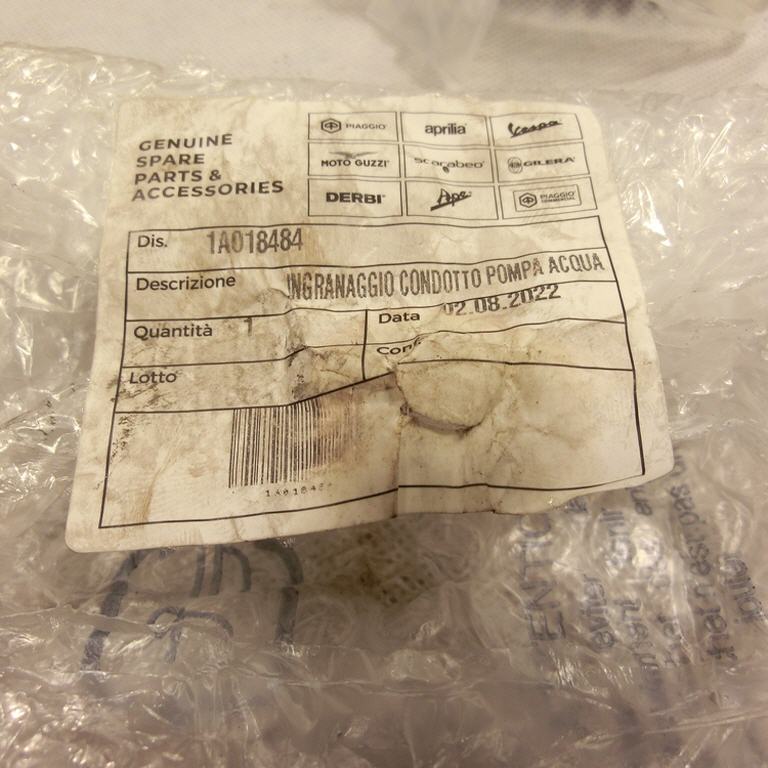 GENUINE
SPARE
PARTS &
ACCESSORIES
PIAGGIO
aprilia
Vespa
MOTO GUZZI
scarabeo
GILERA
DERBI
Ape
PIAGGIO
COMMERCIAL
Dis. 1A018484
Descrizione INGRANAGGIO CONDOTTO POMPA ACQUA
Quantità 1
Data 02.08.2022
Lotto